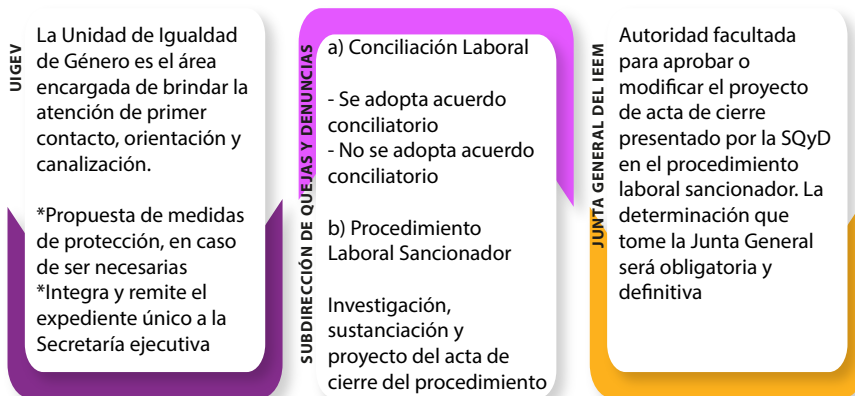 UIGEV
La Unidad de Igualdad
de Género es el área
encargada de brindar la
atención de primer
contacto, orientación y
canalización.
*Propuesta de medidas
de protección, en caso
de ser necesarias
*Integra y remite el
expediente único a la
Secretaría ejecutiva
SUBDIRECCIÓN DE QUEJAS Y DENUNCIAS
a) Conciliación Laboral
- Se adopta acuerdo
conciliatorio
- No se adopta acuerdo
conciliatorio
b) Procedimiento
Laboral Sancionador
Investigación,
sustanciación y
proyecto del acta de
cierre del procedimiento
JUNTA GENERAL DEL IEEM
Autoridad facultada
para aprobar o
modificar el proyecto
de acta de cierre
presentado por la SQyD
en el procedimiento
laboral sancionador. La
determinación que
tome la Junta General
será obligatoria y
definitiva